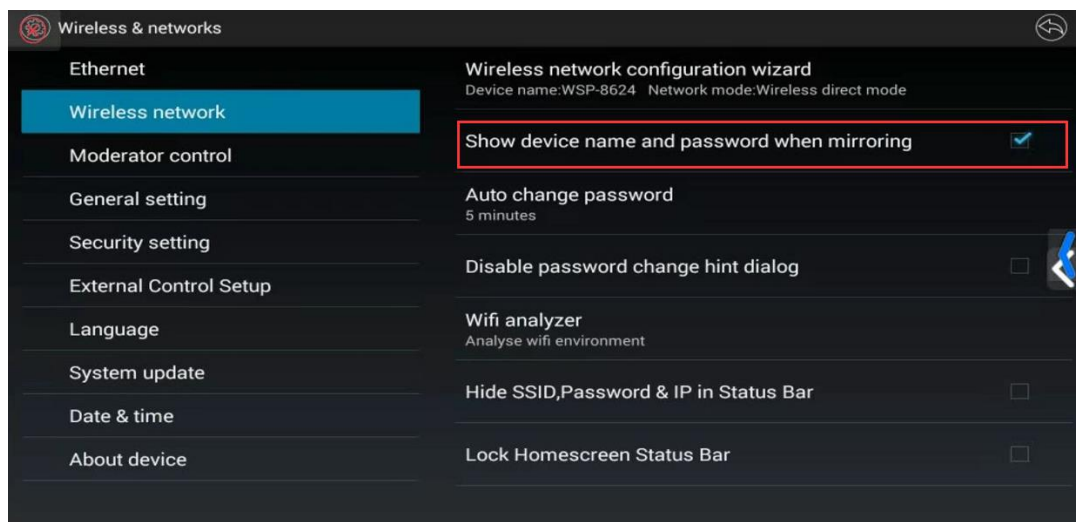 Wireless & networks
Ethernet
Wireless network
Moderator control
General setting
Security setting
External Control Setup
Language
System update
Date & time
About device
Wireless network configuration wizard
Device name:WSP-8624 Network mode:Wireless direct mode
Show device name and password when mirroring
Auto change password
5 minutes
Disable password change hint dialog
Wifi analyzer
Analyse wifi environment
Hide SSID,Password & IP in Status Bar
Lock Homescreen Status Bar